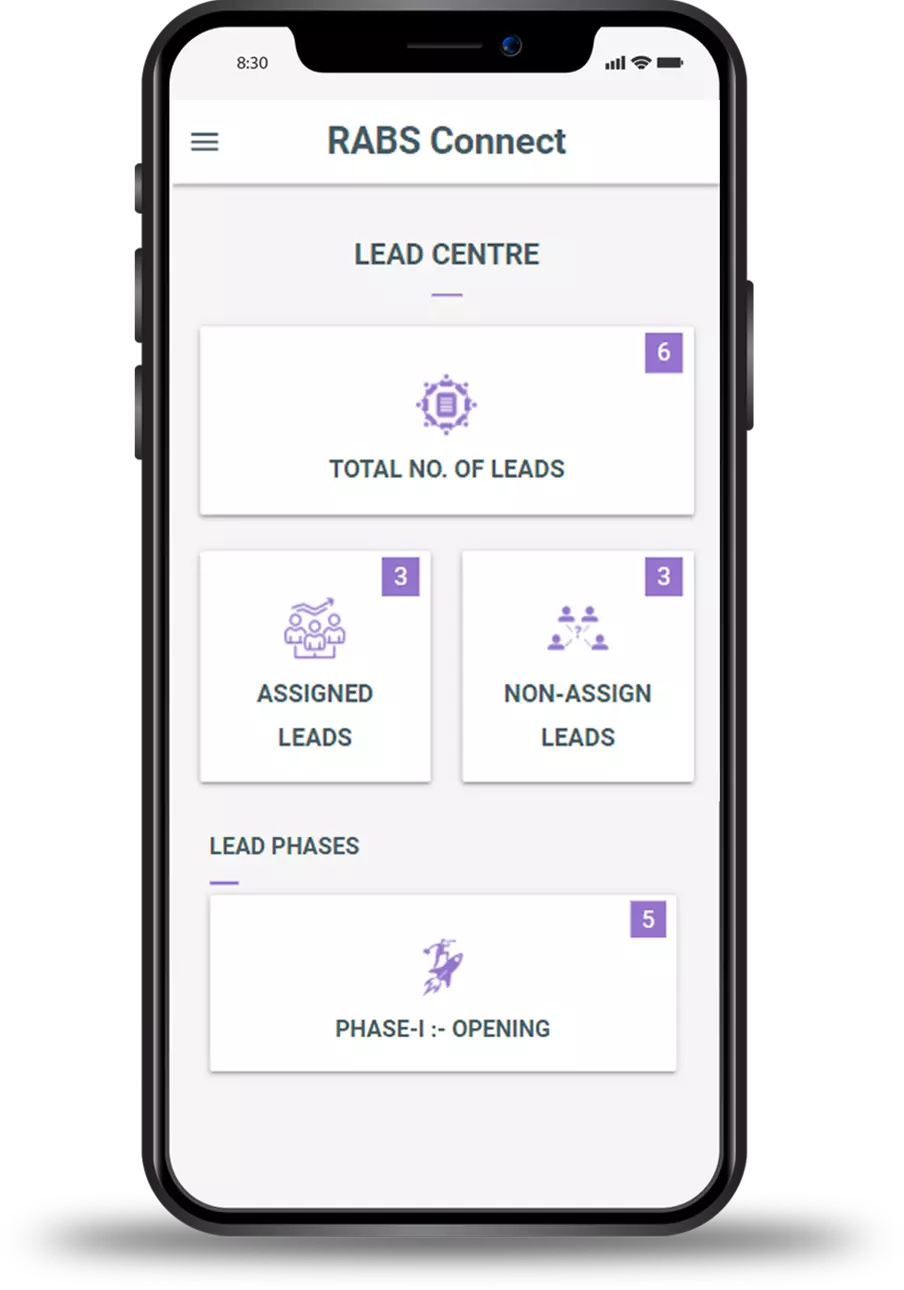 8:30
RABS Connect
LEAD CENTRE
6
TOTAL NO. OF LEADS
3
ASSIGNED
LEADS
3
?
NON-ASSIGN
LEADS
LEAD PHASES
5
PHASE-I :- OPENING